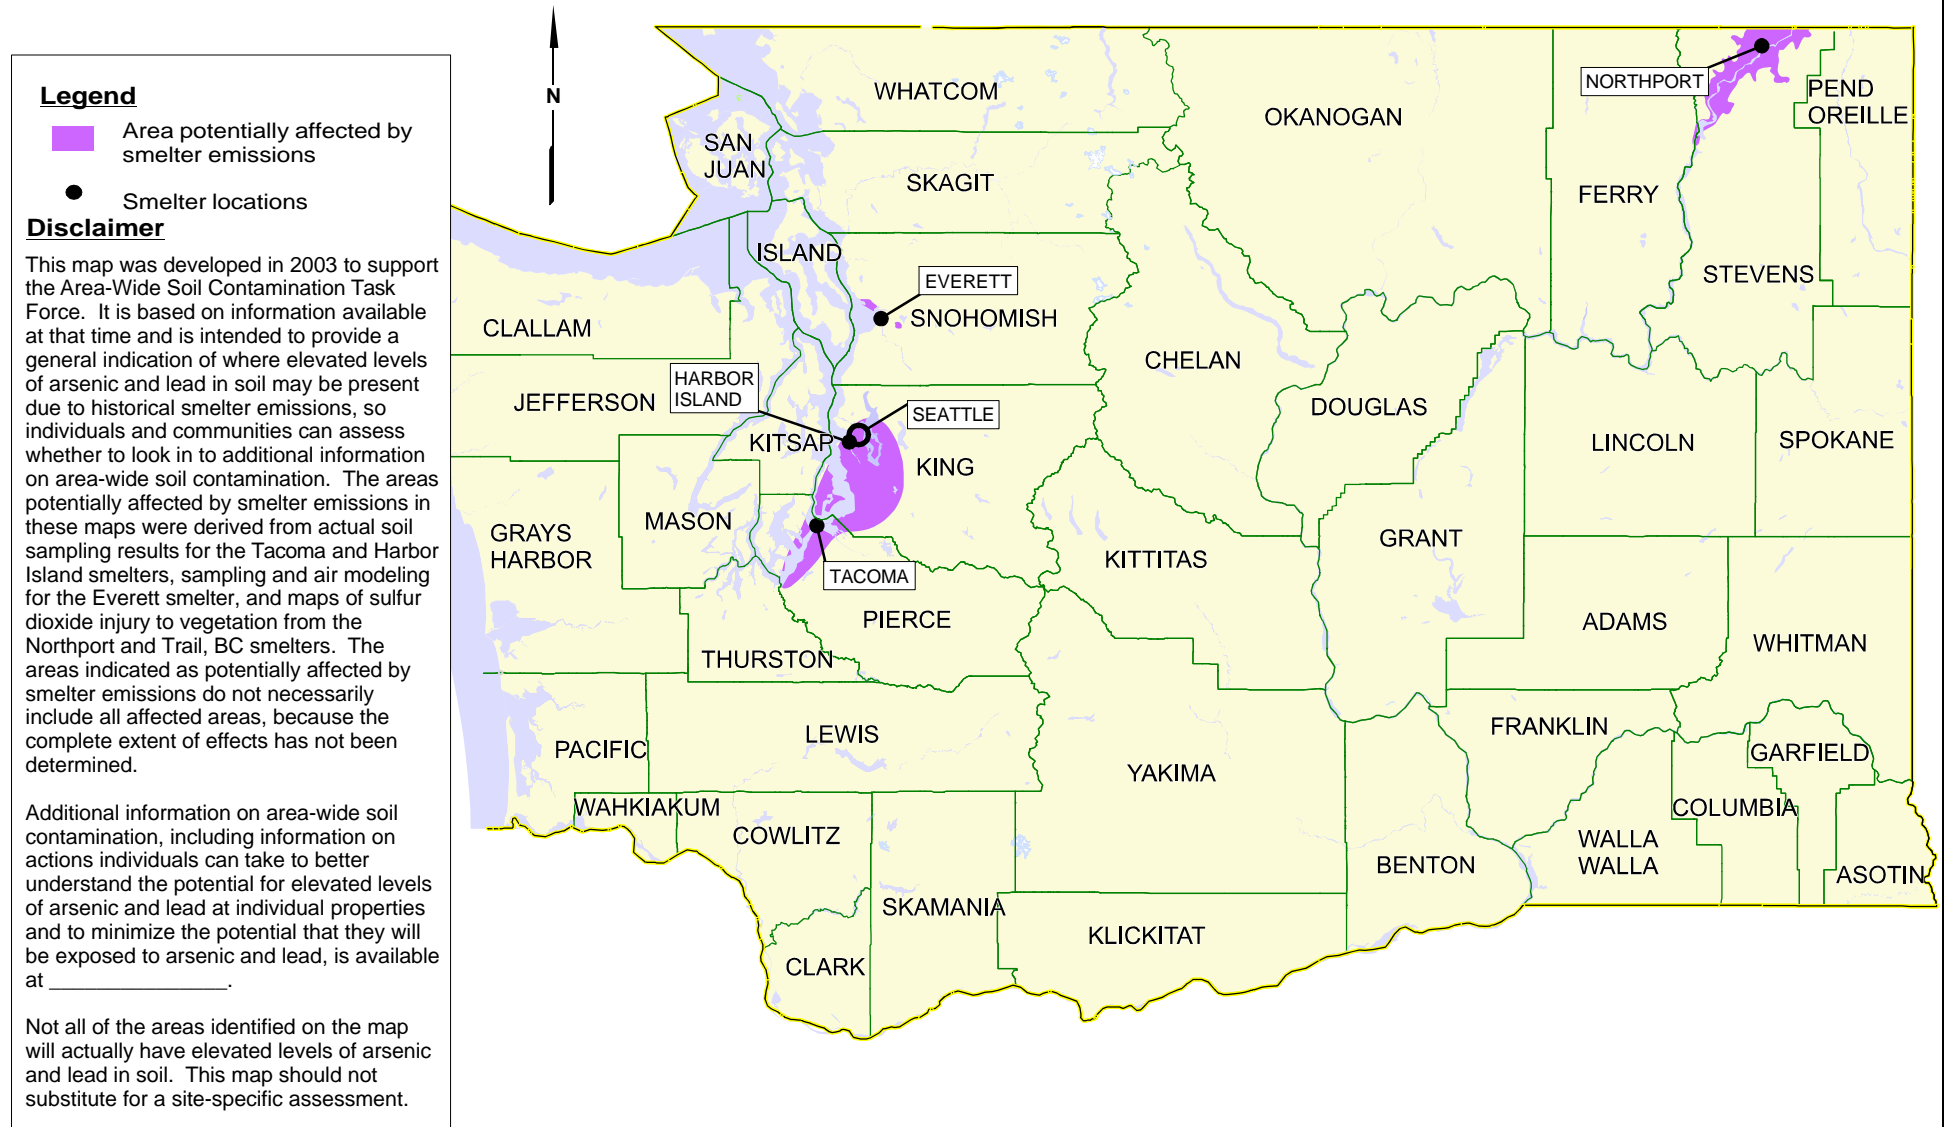 Legend
Area potentially affected by
smelter emissions
Smelter locations
Disclaimer
This map was developed in 2003 to support
the Area-Wide Soil Contamination Task
Force.  It is based on information available
at that time and is intended to provide a
general indication of where elevated levels
of arsenic and lead in soil may be present
due to historical smelter emissions, so
individuals and communities can assess
whether to look in to additional information
on area-wide soil contamination.  The areas
potentially affected by smelter emissions in
these maps were derived from actual soil
sampling results for the Tacoma and Harbor
Island smelters, sampling and air modeling
for the Everett smelter, and maps of sulfur
dioxide injury to vegetation from the
Northport and Trail, BC smelters.  The
areas indicated as potentially affected by
smelter emissions do not necessarily
include all affected areas, because the
complete extent of effects has not been
determined.
Additional information on area-wide soil
contamination, including information on
actions individuals can take to better
understand the potential for elevated levels
of arsenic and lead at individual properties
and to minimize the potential that they will
be exposed to arsenic and lead, is available
at ________________.
Not all of the areas identified on the map
will actually have elevated levels of arsenic
and lead in soil.  This map should not
substitute for a site-specific assessment.
N
WHATCOM
OKANOGAN
NORTHPORT
PEND
OREILLE
SAN
JUAN
SKAGIT
FERRY
ISLAND
EVERETT
STEVENS
CLALLAM
SNOHOMISH
CHELAN
HARBOR
ISLAND
JEFFERSON
SEATTLE
DOUGLAS
KITSAP
KING
LINCOLN
SPOKANE
MASON
GRAYS
HARBOR
GRANT
KITTITAS
TACOMA
PIERCE
ADAMS
WHITMAN
THURSTON
FRANKLIN
PACIFIC
LEWIS
GARFIELD
YAKIMA
WAHKIAKUM
COLUMBIA
COWLITZ
WALLA
WALLA
BENTON
ASOTIN
SKAMANIA
KLICKITAT
CLARK